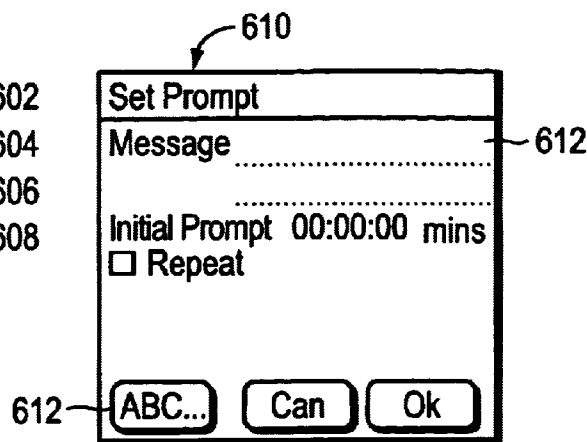 610
602 Set Prompt
604 Message 612
606
608 Initial Prompt 00:00:00 mins
Repeat
612 ABC... Can Ok